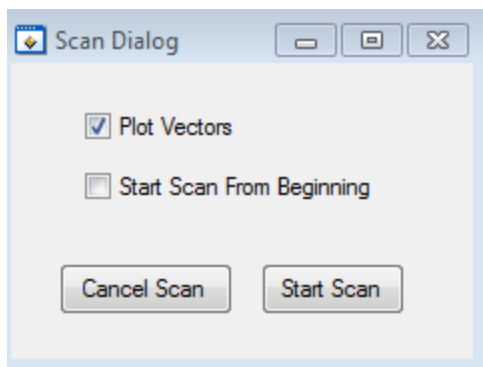 Scan Dialog
Plot Vectors
Start Scan From Beginning
Cancel Scan Start Scan